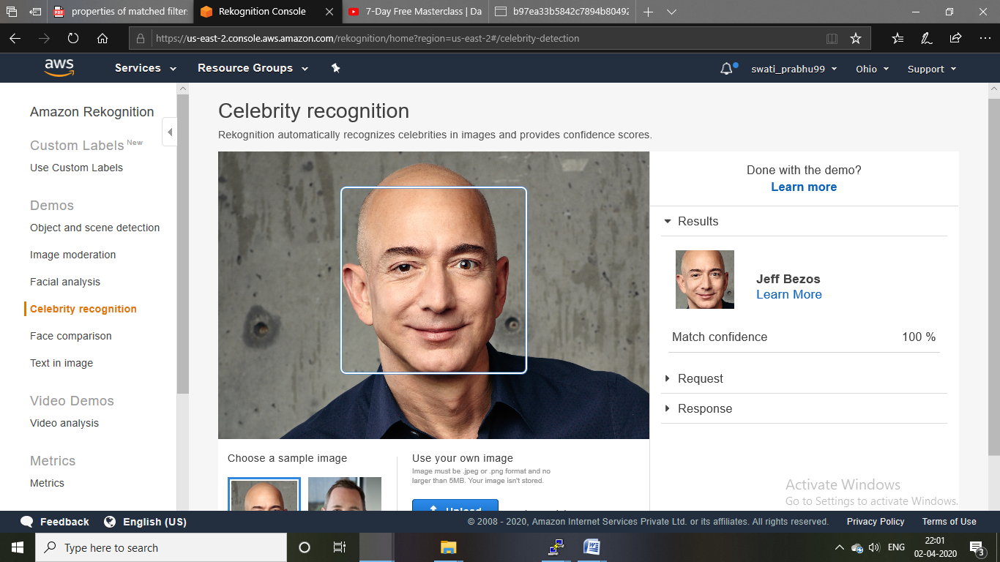 properties of matched filter:
Rekognition Console
7-Day Free Masterclass | Da
b97ea33b5842c7894b80492
https://us-east-2.console.aws.amazon.com/rekognition/home?region=us-east-2#/celebrity-detection
aws
Services
Resource Groups
swati_prabhu99
Ohio
Support
Amazon Rekognition
Custom Labels New
Use Custom Labels
Demos
Object and scene detection
Image moderation
Facial analysis
Celebrity recognition
Face comparison
Text in image
Video Demos
Video analysis
Metrics
Metrics
Celebrity recognition
Rekognition automatically recognizes celebrities in images and provides confidence scores.
Choose a sample image
Use your own image
Image must be .jpeg or .png format and no
larger than 5MB. Your image isn't stored.
Upload
Done with the demo?
Learn more
Results
Jeff Bezos
Learn More
Match confidence 100 %
Request
Response
Activate Windows
Go to Settings to activate Windows.
Feedback
English (US)
© 2008 - 2020, Amazon Internet Services Private Ltd. or its affiliates. All rights reserved.
Privacy Policy
Terms of Use
Type here to search
ENG
22:01
02-04-2020
3